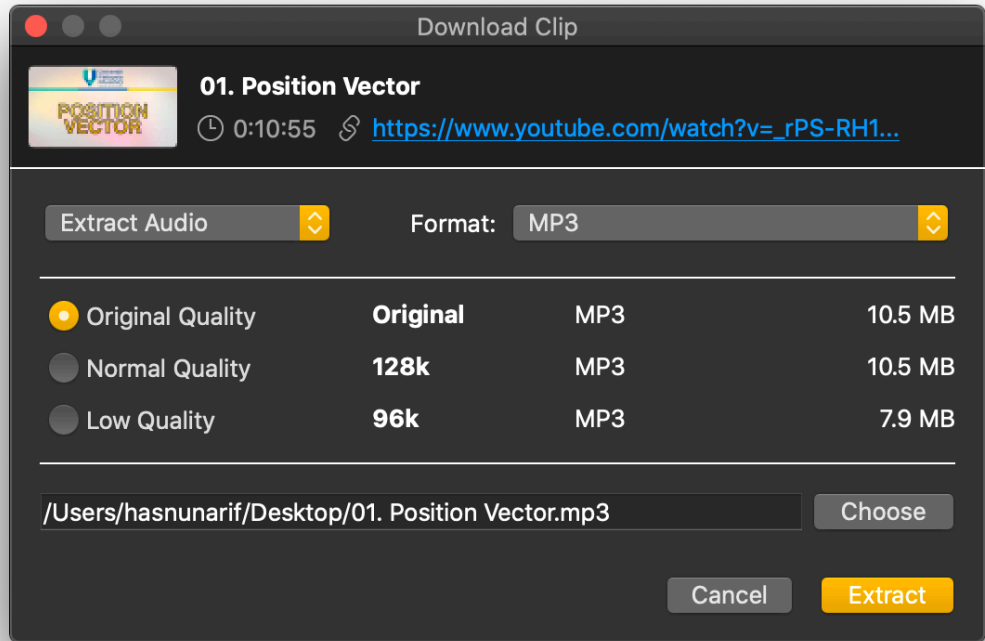 Download Clip
POSITION
VECTOR
01. Position Vector
0:10:55 https://www.youtube.com/watch?v=_rPS-RH1...
Extract Audio Format: MP3
Original Quality Original MP3 10.5 MB
Normal Quality 128k MP3 10.5 MB
Low Quality 96k MP3 7.9 MB
/Users/hasnunarif/Desktop/01. Position Vector.mp3 Choose
Cancel Extract